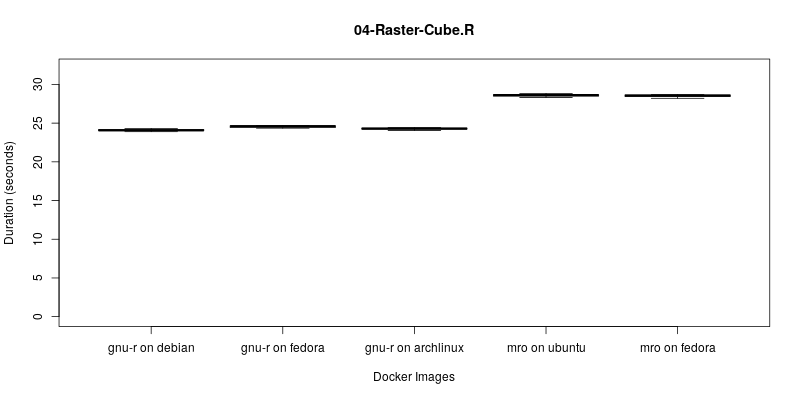 04-Raster-Cube.R
Duration (seconds)
30
25
20
15
10
5
0
gnu-r on debian
gnu-r on fedora
gnu-r on archlinux
mro on ubuntu
mro on fedora
Docker Images